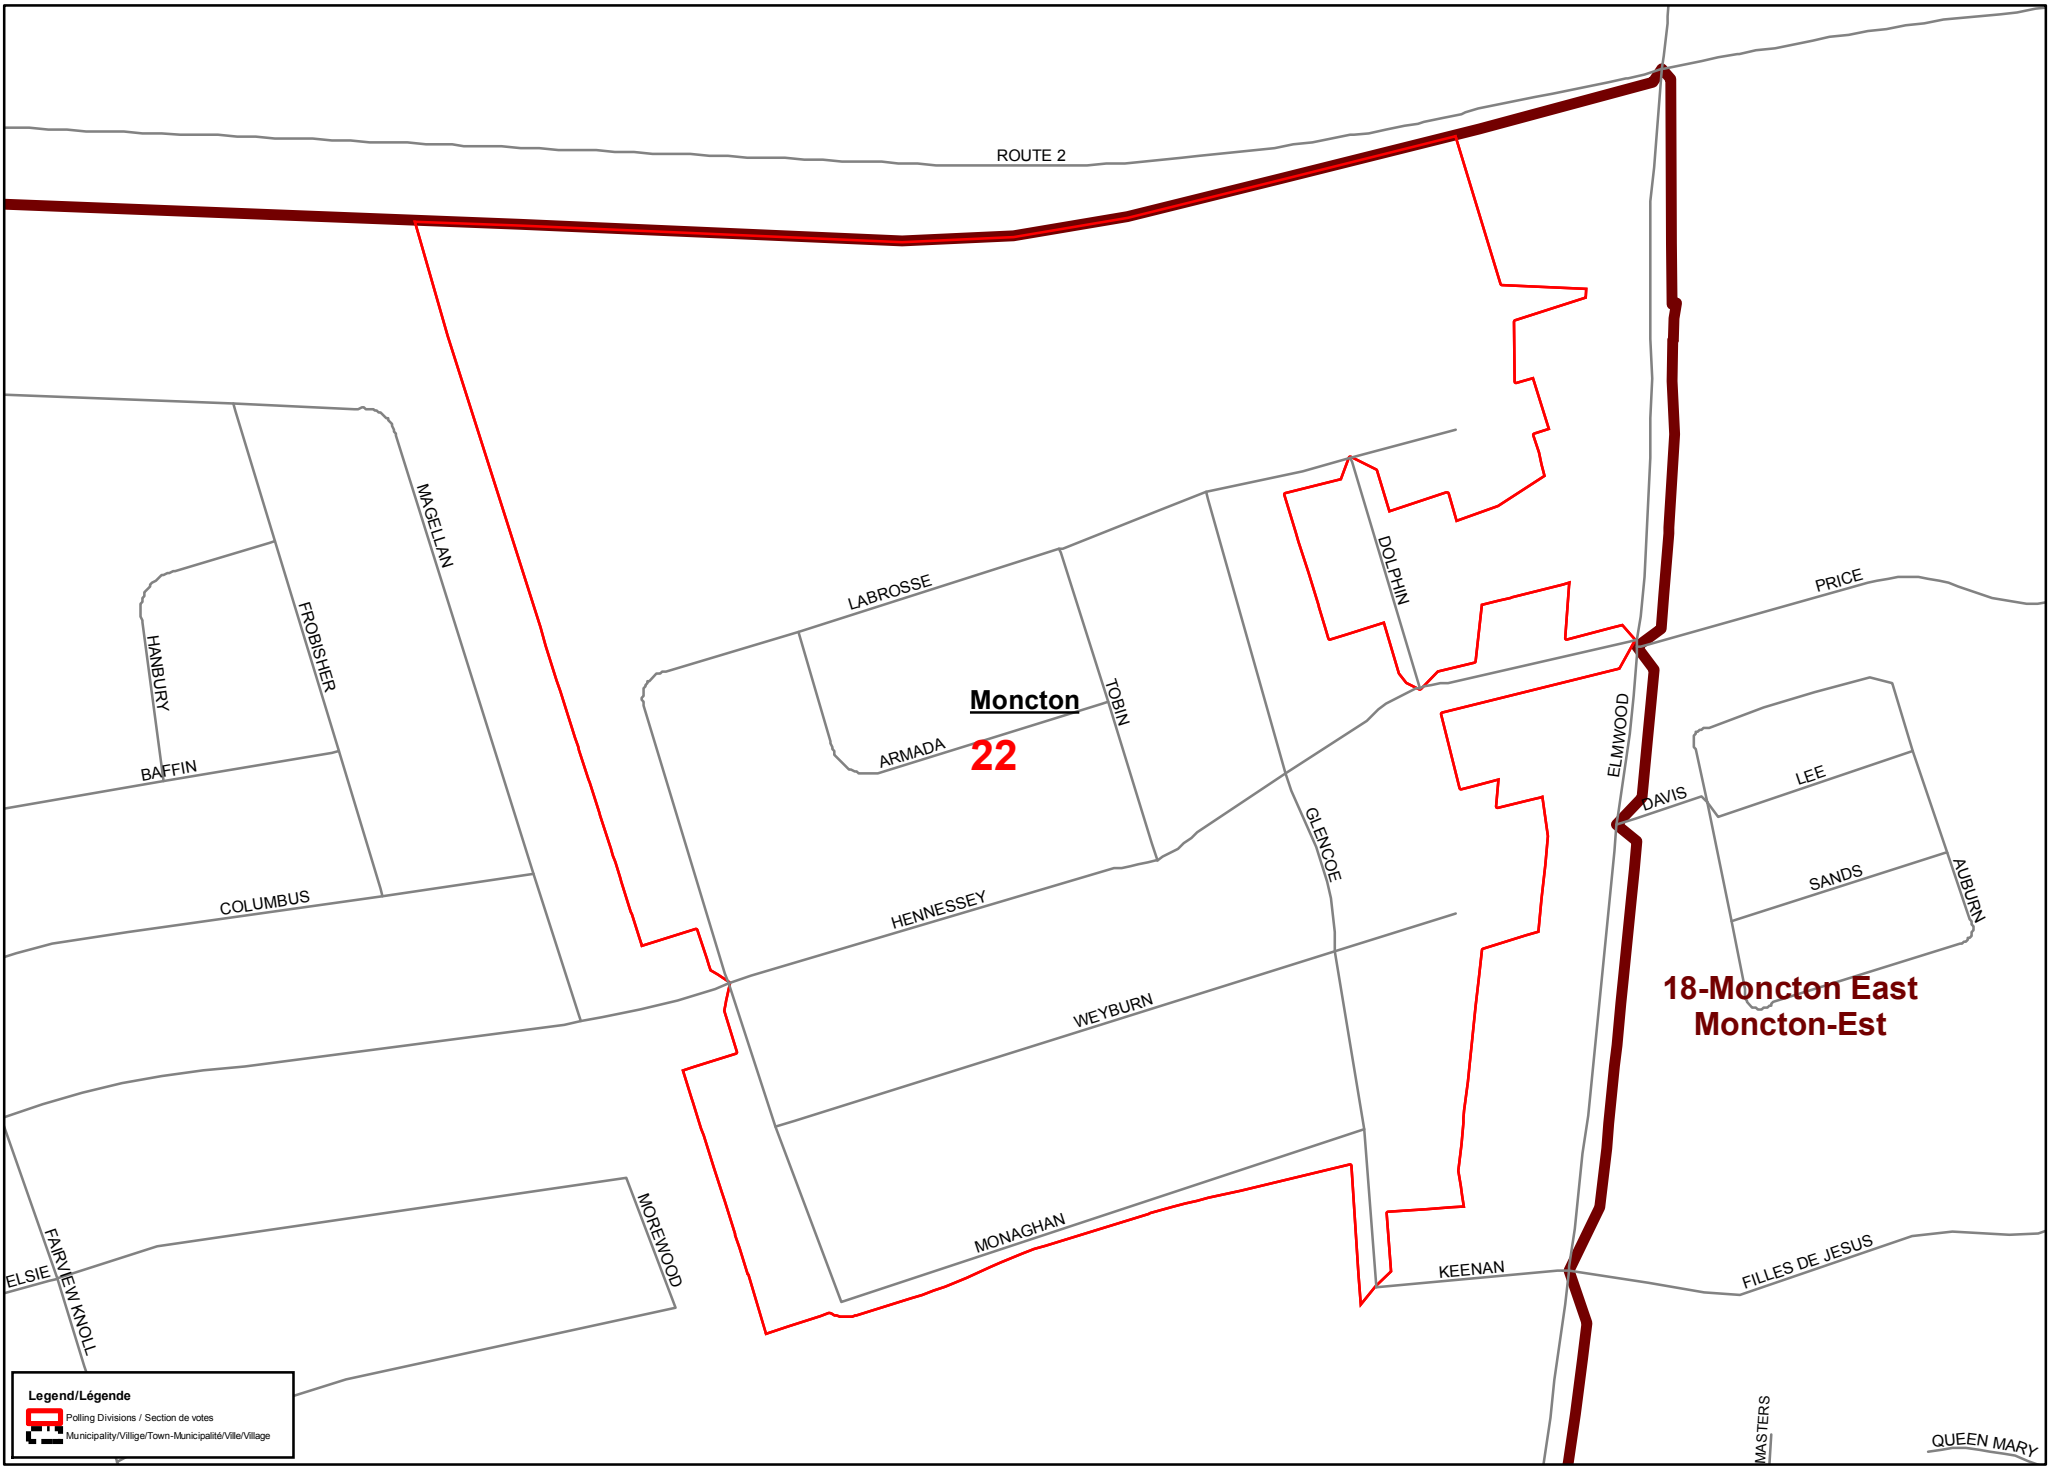 ROUTE 2
MAGELLAN
DOLPHIN
PRICE
LABROSSE
FROBISHER
HANBURY
TOBIN
Moncton
22
ARMADA
ELMWOOD
BAFFIN
LEE
DAVIS
GLENCOE
SANDS
AUBURN
COLUMBUS
HENNESSEY
18-Moncton East
Moncton-Est
WEYBURN
MONAGHAN
MOREWOOD
FAIRVIEW KNOLL
ELSIE
KEENAN
FILLES DE JESUS
MASTERS
QUEEN MARY
Legend/Légende
Polling Divisions / Section de votes
Municipality/Villige/Town-Municipalité/Ville/Village